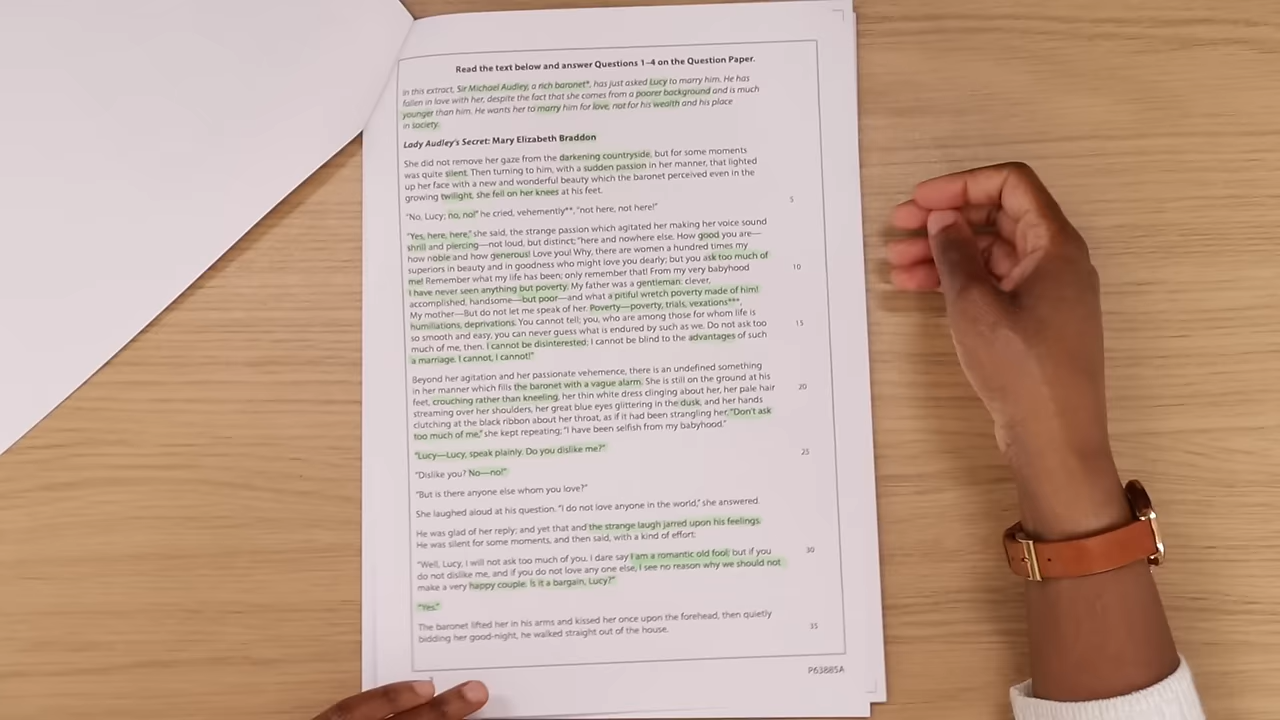 Read the text below and answer Questions 1–4 on the Question Paper.
In this extract, Sir Michael Audley, a rich baronet*, has just asked Lucy to marry him. He has
fallen in love with her, despite the fact that she comes from a poorer background and is much
younger than him. He wants her to marry him for love, not for his wealth and his place
in society.
Lady Audley's Secret: Mary Elizabeth Braddon
She did not remove her gaze from the darkening countryside, but for some moments
was quite silent. Then turning to him, with a sudden passion in her manner, that lighted
up her face with a new and wonderful beauty which the baronet perceived even in the
growing twilight, she fell on her knees at his feet.
"No, Lucy; no, no!" he cried, vehemently**, "not here, not here!"
5
"Yes, here, here," she said, the strange passion which agitated her making her voice sound
shrill and piercing—not loud, but distinct; "here and nowhere else. How good you are—
how noble and how generous! Love you! Why, there are women a hundred times my
superiors in beauty and in goodness who might love you dearly; but you ask too much of
me! Remember what my life has been; only remember that! From my very babyhood
10
I have never seen anything but poverty. My father was a gentleman: clever,
accomplished, handsome—but poor—and what a pitiful wretch poverty made of him!
My mother—But do not let me speak of her. Poverty—poverty, trials, vexations***,
humiliations, deprivations. You cannot tell; you, who are among those for whom life is
so smooth and easy, you can never guess what is endured by such as we. Do not ask too
15
much of me, then. I cannot be disinterested; I cannot be blind to the advantages of such
a marriage. I cannot, I cannot!"
Beyond her agitation and her passionate vehemence, there is an undefined something
in her manner which fills the baronet with a vague alarm. She is still on the ground at his
feet, crouching rather than kneeling, her thin white dress clinging about her, her pale hair
20
streaming over her shoulders, her great blue eyes glittering in the dusk, and her hands
clutching at the black ribbon about her throat, as if it had been strangling her. "Don't ask
too much of me," she kept repeating; "I have been selfish from my babyhood."
"Lucy—Lucy, speak plainly. Do you dislike me?"
25
"Dislike you? No—no!"
"But is there anyone else whom you love?"
She laughed aloud at his question. "I do not love anyone in the world," she answered.
He was glad of her reply; and yet that and the strange laugh jarred upon his feelings.
He was silent for some moments, and then said, with a kind of effort:
"Well, Lucy, I will not ask too much of you. I dare say I am a romantic old fool; but if you
30
do not dislike me, and if you do not love any one else, I see no reason why we should not
make a very happy couple. Is it a bargain, Lucy?"
"Yes."
The baronet lifted her in his arms and kissed her once upon the forehead, then quietly
bidding her good-night, he walked straight out of the house.
35
P63885A